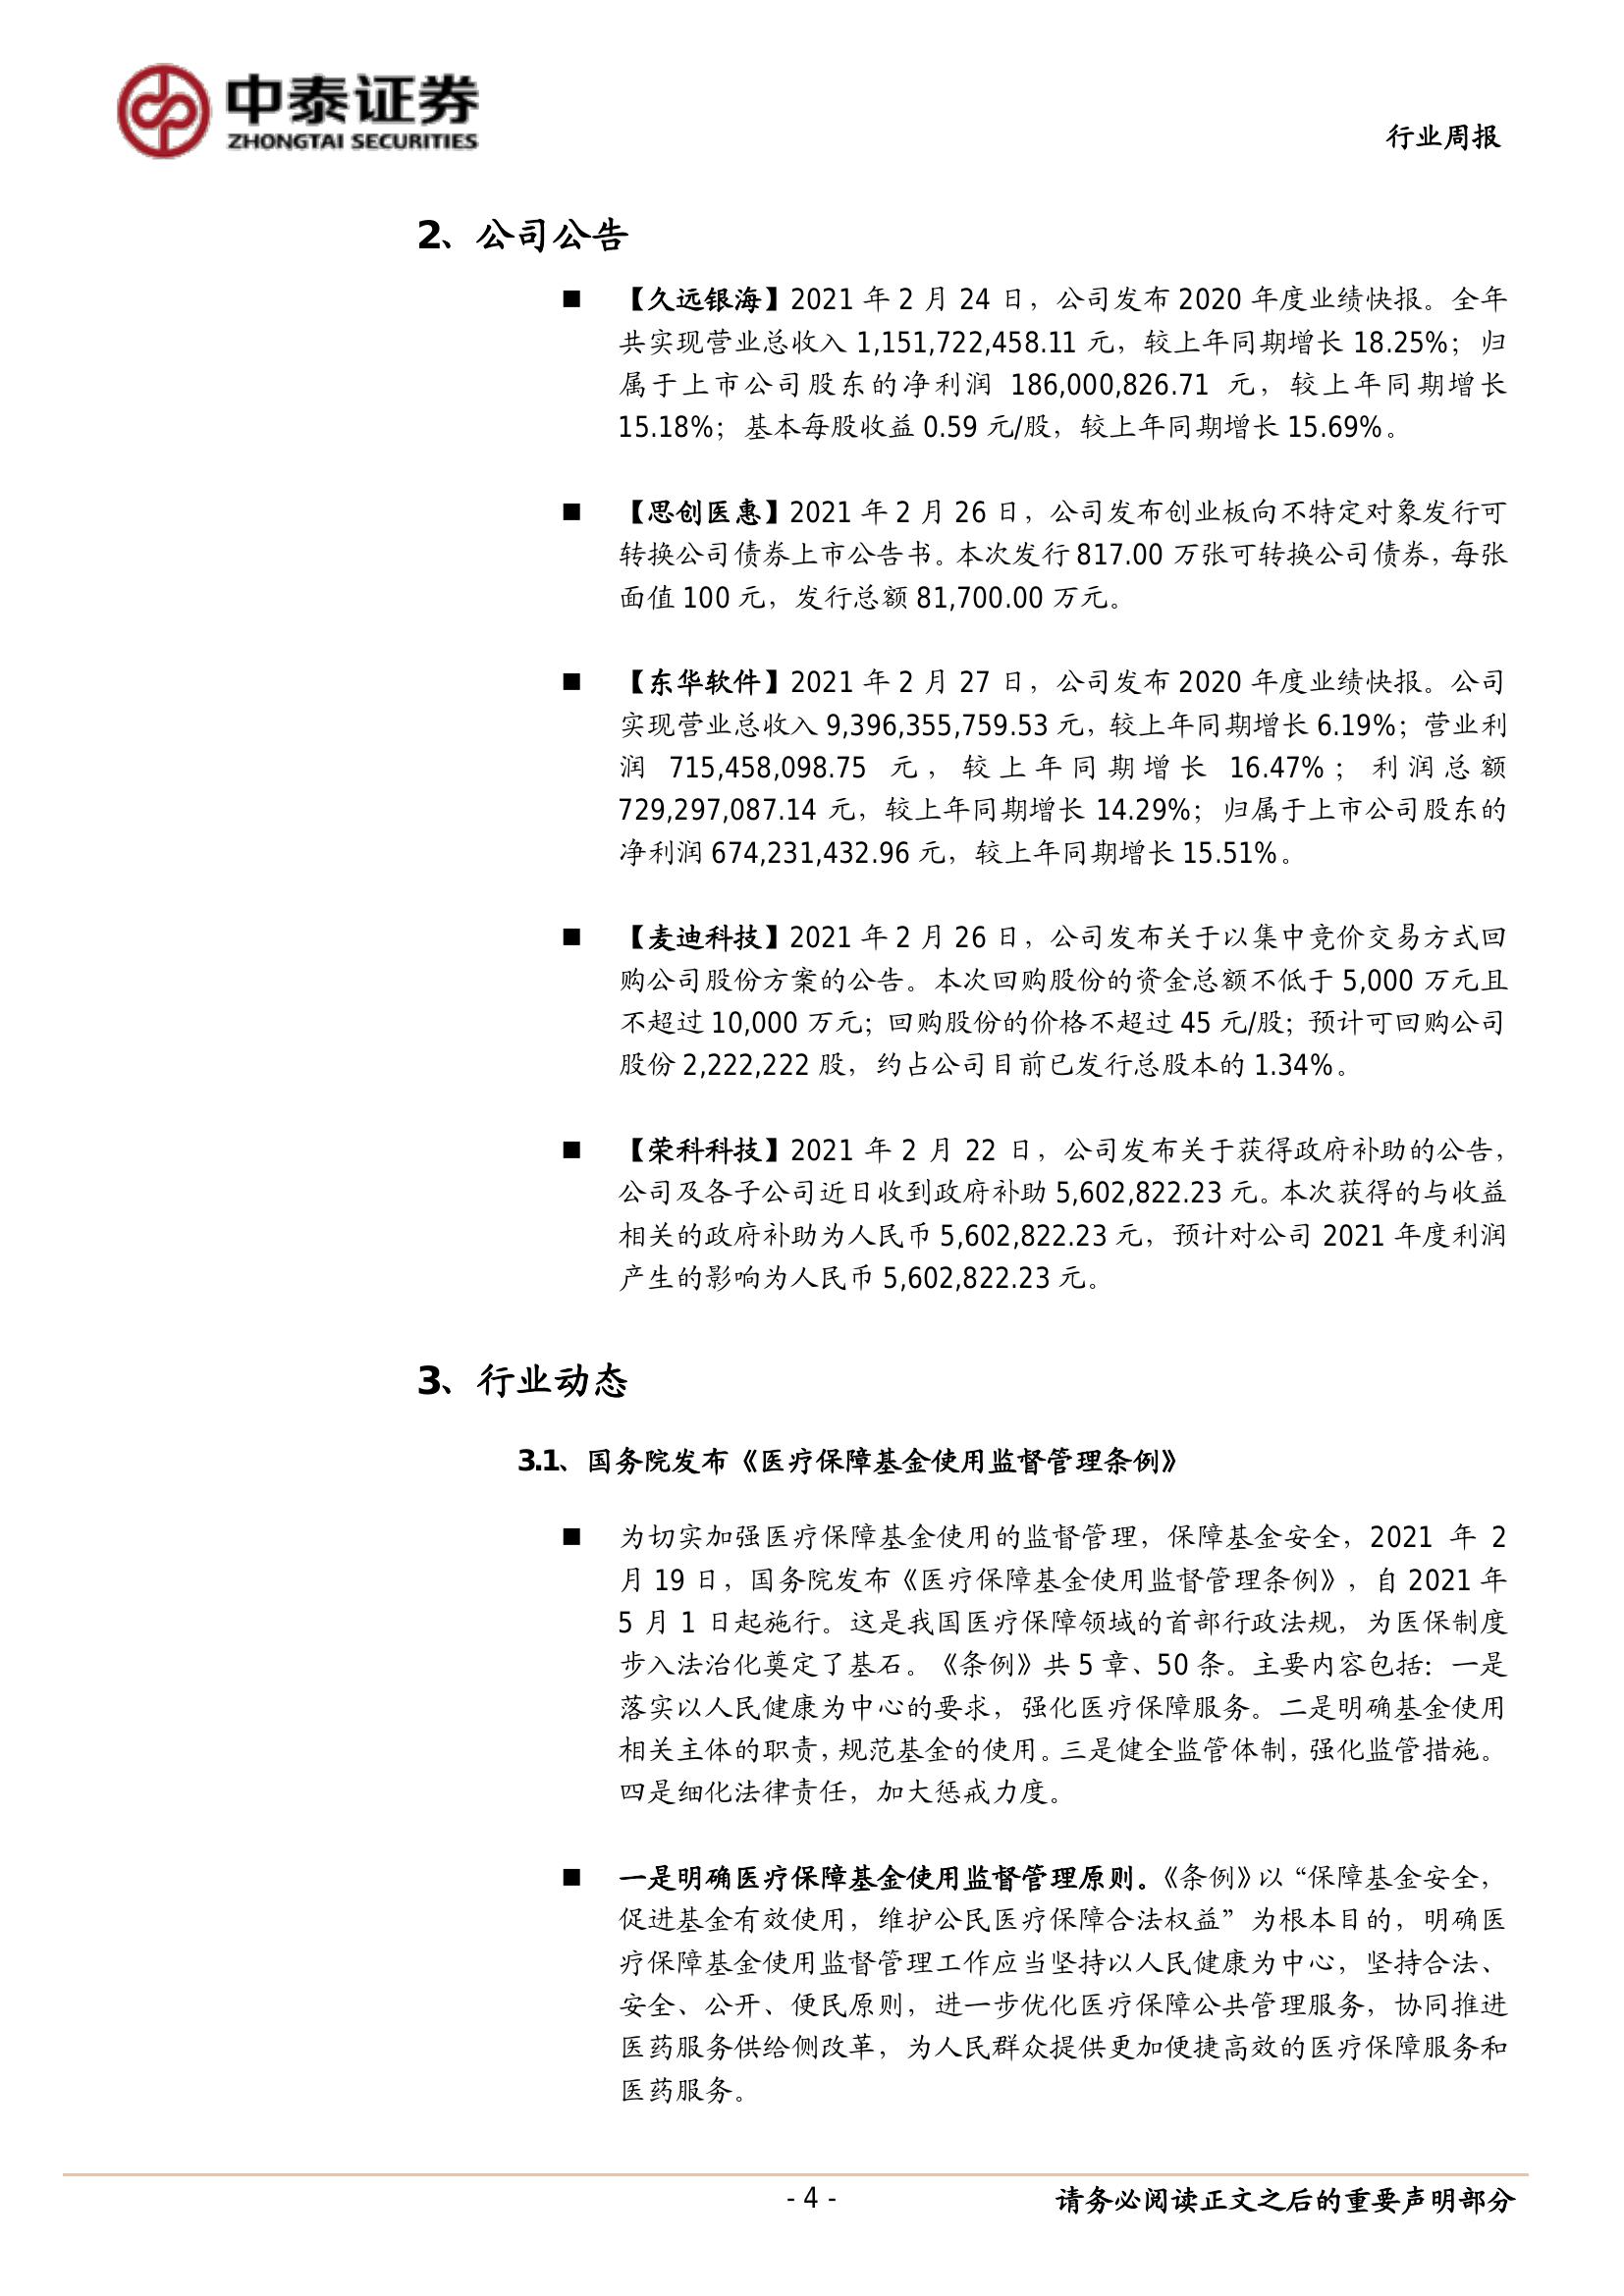 中泰证券
ZHONGTAI SECURITIES
行业周报
2、公司公告
■ 【久远银海】2021 年 2 月 24 日，公司发布 2020 年度业绩快报。全年
共实现营业总收入 1,151,722,458.11 元，较上年同期增长 18.25%；归
属于上市公司股东的净利润 186,000,826.71 元，较上年同期增长
15.18%；基本每股收益 0.59 元/股，较上年同期增长 15.69%。
■ 【思创医惠】2021 年 2 月 26 日，公司发布创业板向不特定对象发行可
转换公司债券上市公告书。本次发行 817.00 万张可转换公司债券，每张
面值 100 元，发行总额 81,700.00 万元。
■ 【东华软件】2021 年 2 月 27 日，公司发布 2020 年度业绩快报。公司
实现营业总收入 9,396,355,759.53 元，较上年同期增长 6.19%；营业利
润 715,458,098.75 元，较上年同期增长 16.47%；利润总额
729,297,087.14 元，较上年同期增长 14.29%；归属于上市公司股东的
净利润 674,231,432.96 元，较上年同期增长 15.51%。
■ 【麦迪科技】2021 年 2 月 26 日，公司发布关于以集中竞价交易方式回
购公司股份方案的公告。本次回购股份的资金总额不低于 5,000 万元且
不超过 10,000 万元；回购股份的价格不超过 45 元/股；预计可回购公司
股份 2,222,222 股，约占公司目前已发行总股本的 1.34%。
■ 【荣科科技】2021 年 2 月 22 日，公司发布关于获得政府补助的公告，
公司及各子公司近日收到政府补助 5,602,822.23 元。本次获得的与收益
相关的政府补助为人民币 5,602,822.23 元，预计对公司 2021 年度利润
产生的影响为人民币 5,602,822.23 元。
3、行业动态
3.1、国务院发布《医疗保障基金使用监督管理条例》
■ 为切实加强医疗保障基金使用的监督管理，保障基金安全，2021 年 2
月 19 日，国务院发布《医疗保障基金使用监督管理条例》，自 2021 年
5 月 1 日起施行。这是我国医疗保障领域的首部行政法规，为医保制度
步入法治化奠定了基石。《条例》共 5 章、50 条。主要内容包括：一是
落实以人民健康为中心的要求，强化医疗保障服务。二是明确基金使用
相关主体的职责，规范基金的使用。三是健全监管体制，强化监管措施。
四是细化法律责任，加大惩戒力度。
■ 一是明确医疗保障基金使用监督管理原则。《条例》以“保障基金安全，
促进基金有效使用，维护公民医疗保障合法权益”为根本目的，明确医
疗保障基金使用监督管理工作应当坚持以人民健康为中心，坚持合法、
安全、公开、便民原则，进一步优化医疗保障公共管理服务，协同推进
医药服务供给侧改革，为人民群众提供更加便捷高效的医疗保障服务和
医药服务。
- 4 -
请务必阅读正文之后的重要声明部分